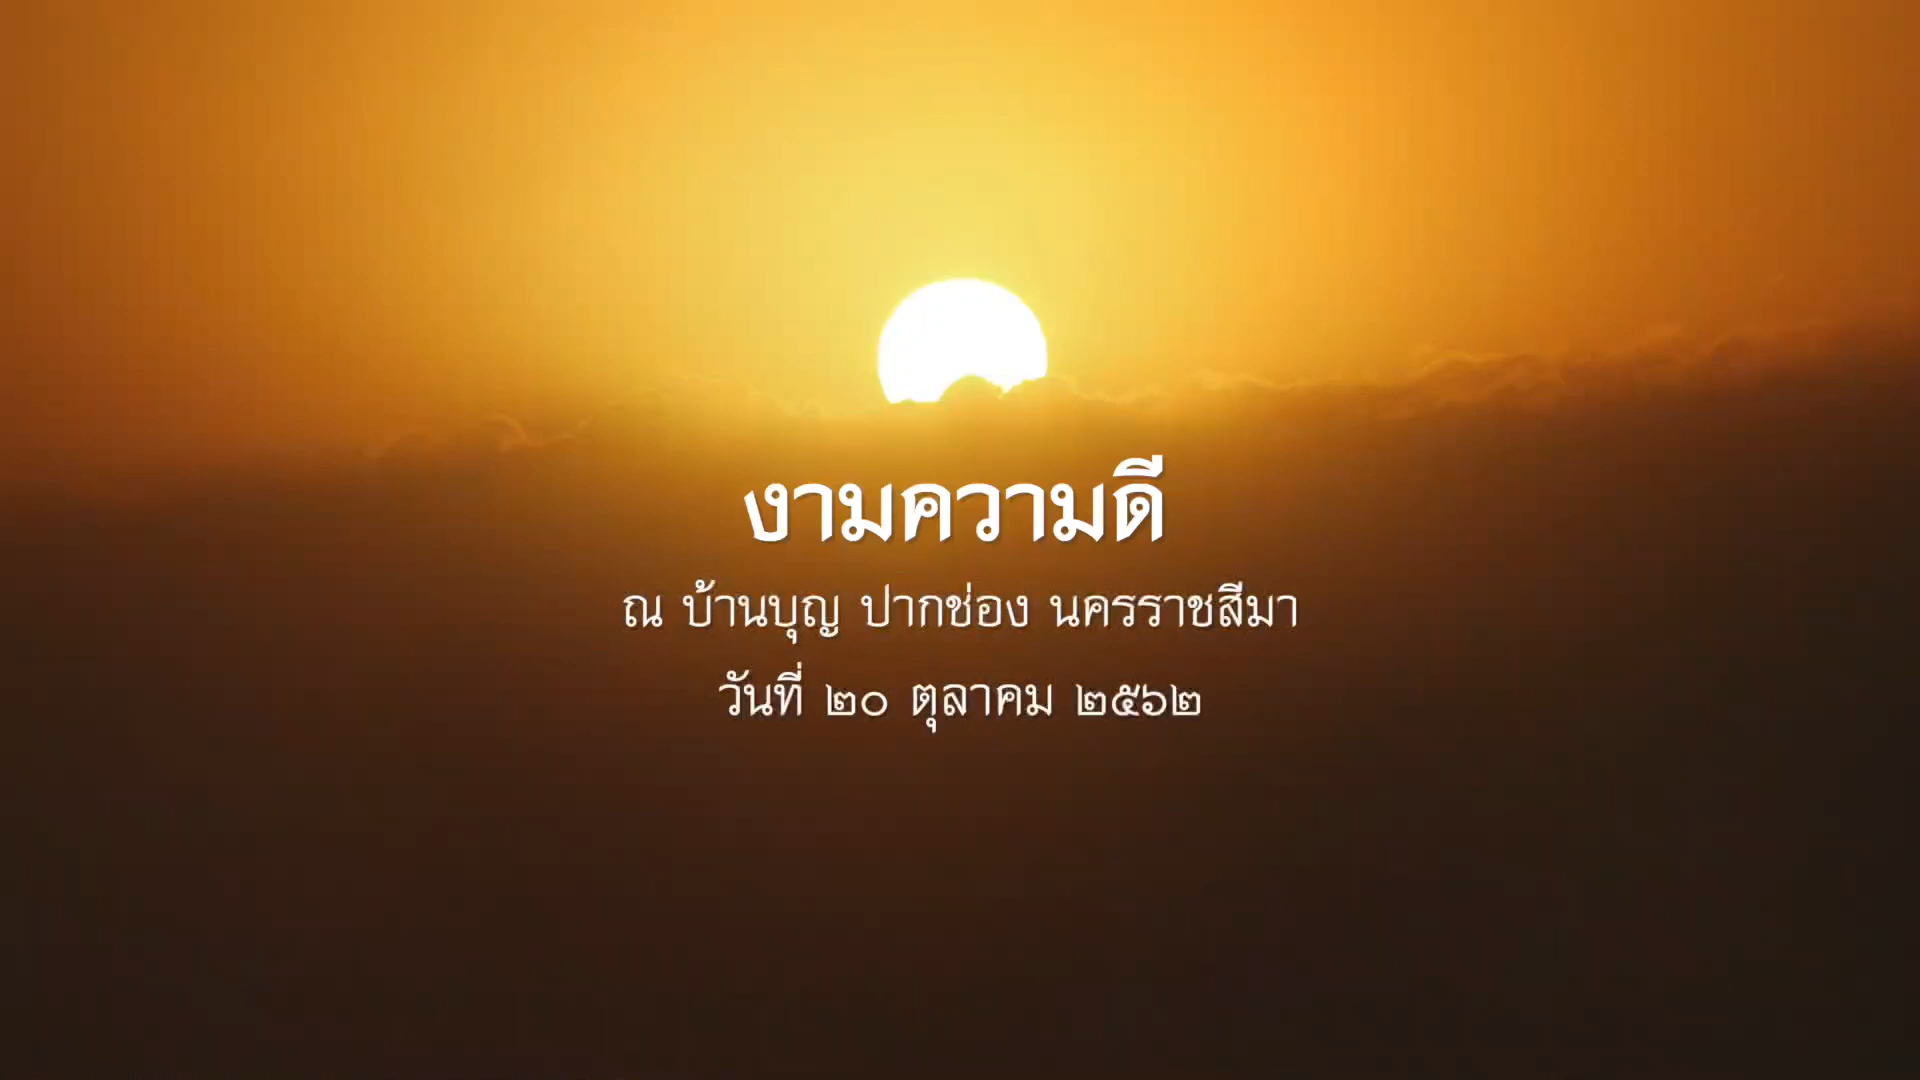 งามความดี
ณ บ้านบุญ ปากช่อง นครราชสีมา
วันที่ ๒๐ ตุลาคม ๒๕๖๒